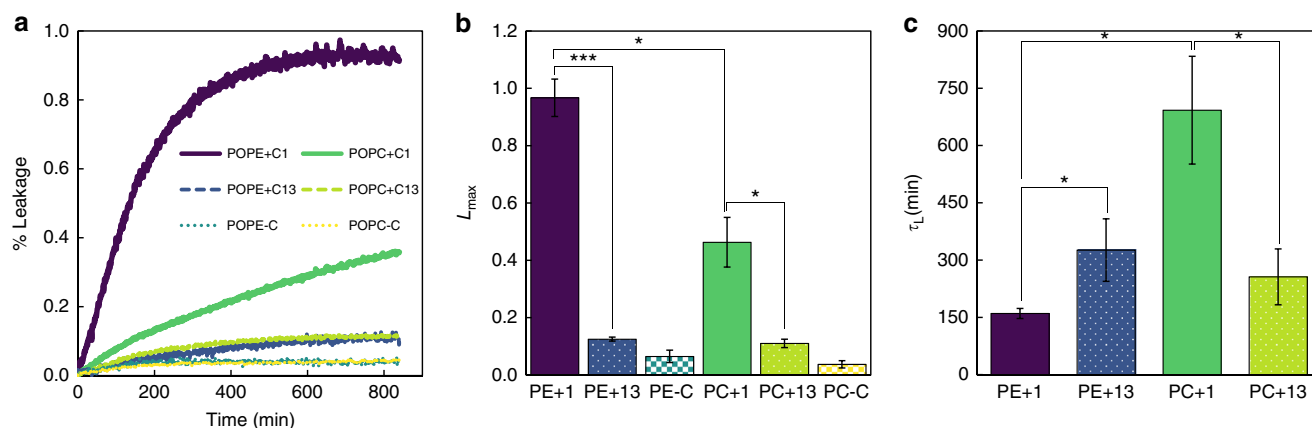 a
1.0
0.8
0.6
0.4
0.2
0.0
% Leakage
POPE+C1
POPC+C1
POPE+C13
POPC+C13
POPE-C
POPC-C
0
200
400
600
800
Time (min)
b
1.2
1.0
0.8
0.6
0.4
0.2
0.0
Lmax
*
***
*
PE+1
PE+13
PE-C
PC+1
PC+13
PC-C
c
900
750
600
450
300
150
0
τL(min)
*
*
*
PE+1
PE+13
PC+1
PC+13